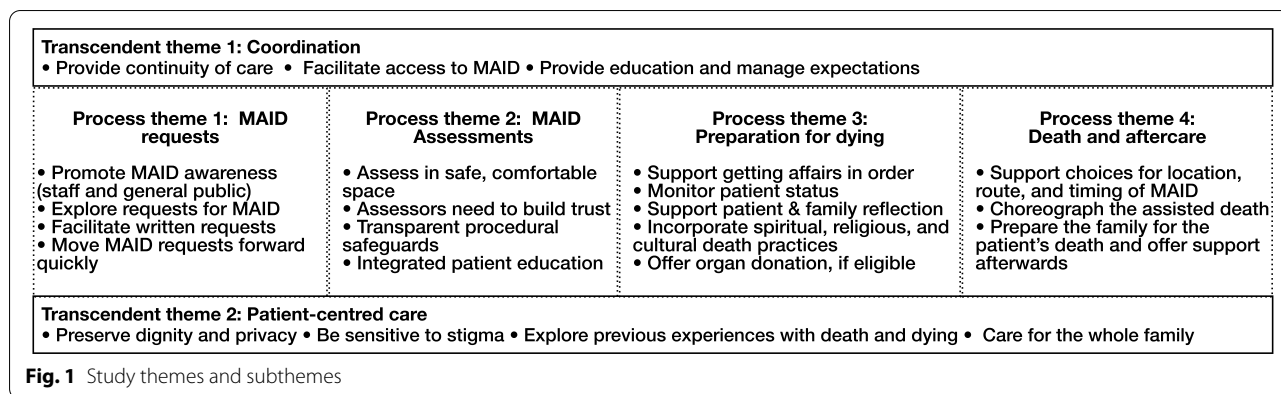 Transcendent theme 1: Coordination
• Provide continuity of care • Facilitate access to MAID • Provide education and manage expectations
Process theme 1: MAID
requests
• Promote MAID awareness
(staff and general public)
• Explore requests for MAID
• Facilitate written requests
• Move MAID requests forward
quickly
Process theme 2: MAID
Assessments
• Assess in safe, comfortable
space
• Assessors need to build trust
• Transparent procedural
safeguards
• Integrated patient education
Process theme 3:
Preparation for dying
• Support getting affairs in order
• Monitor patient status
• Support patient & family reflection
• Incorporate spiritual, religious, and
cultural death practices
• Offer organ donation, if eligible
Process theme 4:
Death and aftercare
• Support choices for location,
route, and timing of MAID
• Choreograph the assisted death
• Prepare the family for the
patient’s death and offer support
afterwards
Transcendent theme 2: Patient-centred care
• Preserve dignity and privacy • Be sensitive to stigma • Explore previous experiences with death and dying • Care for the whole family
Fig. 1 Study themes and subthemes